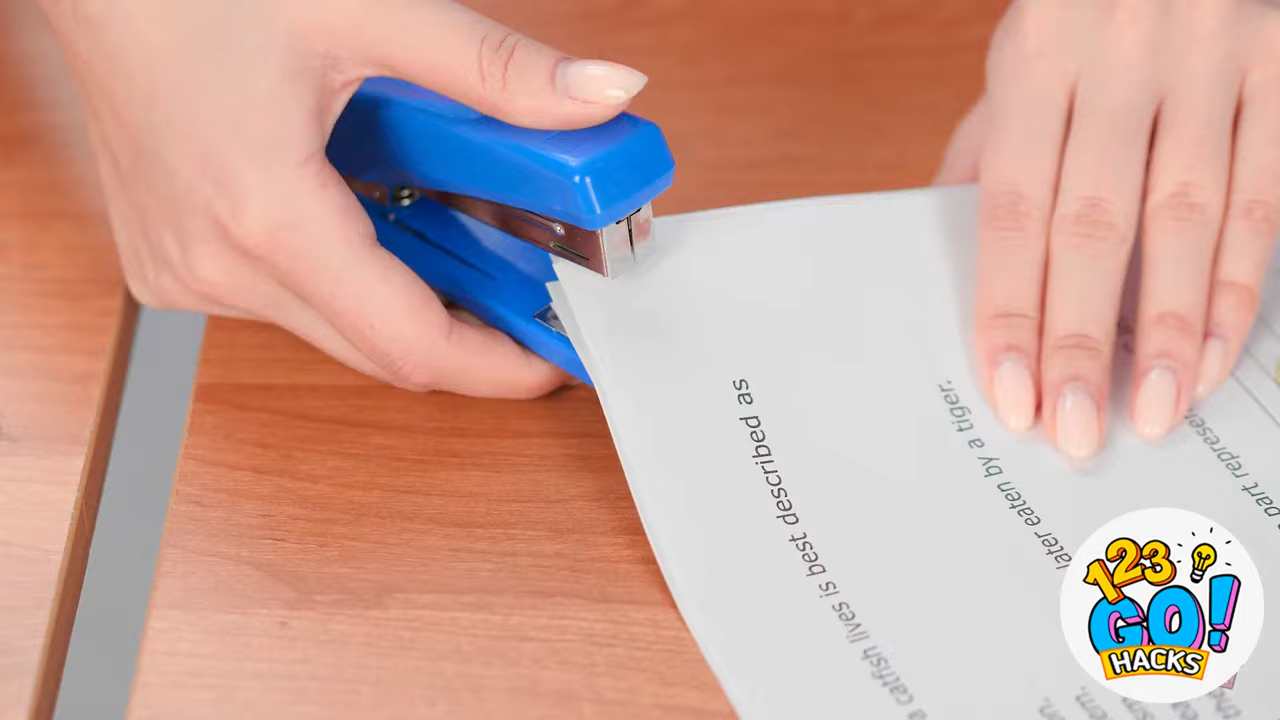 a catfish lives is best described as
later eaten by a tiger.
part represe
123
GO!
HACKS